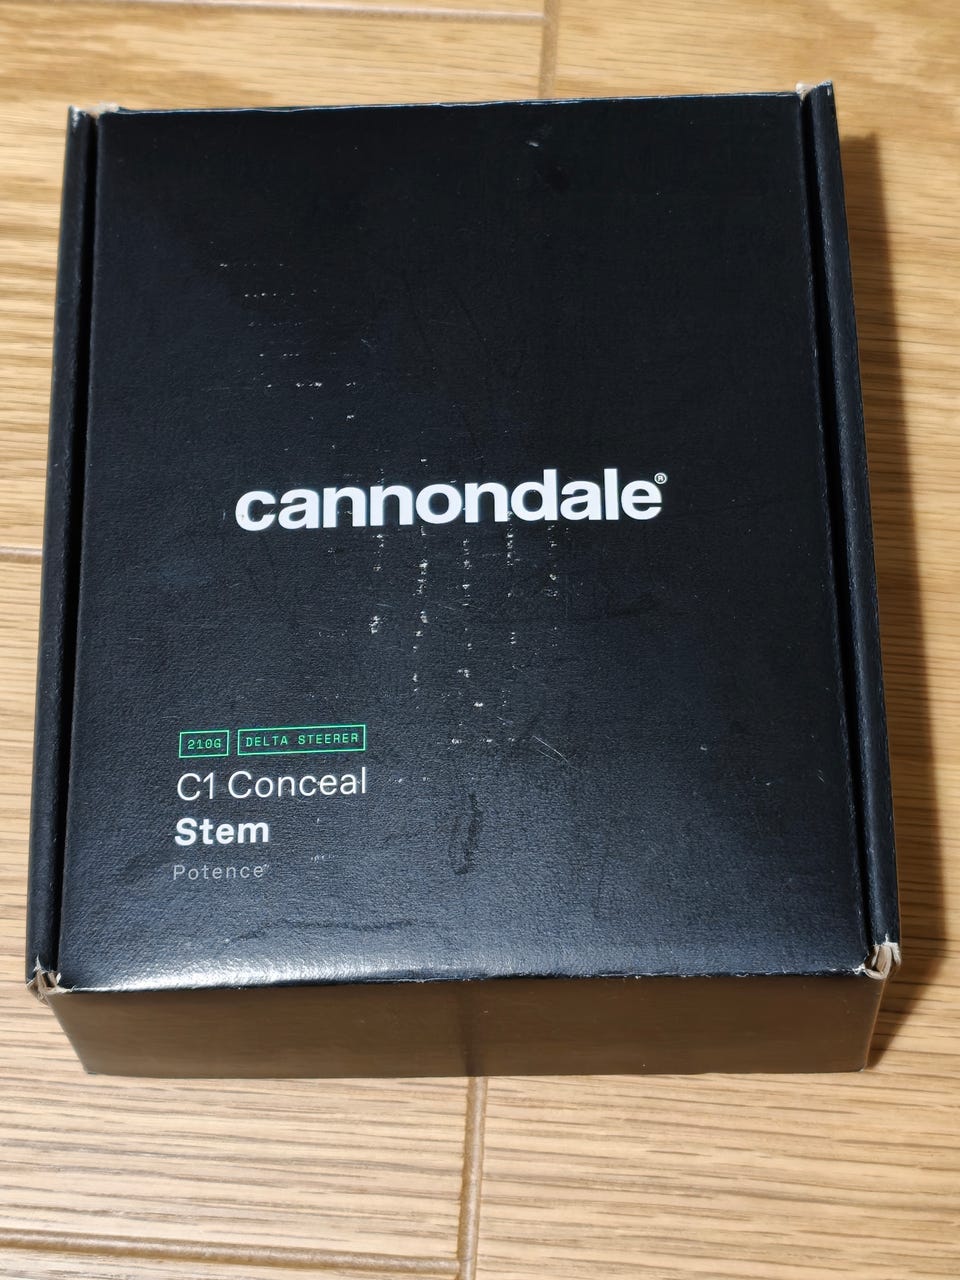 cannondale®
210G DELTA STEERER
C1 Conceal
Stem
Potence